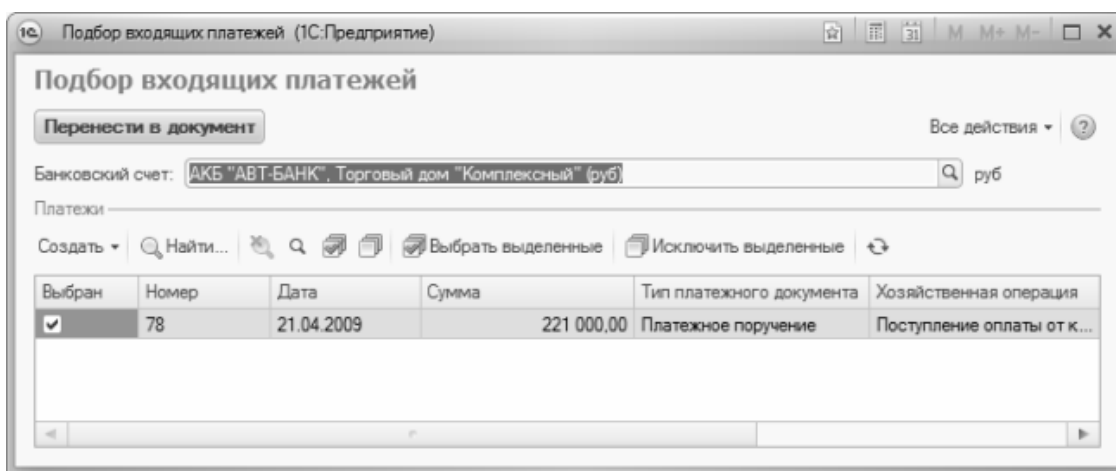 1С Подбор входящих платежей (1С:Предприятие) 31 M M+ M-
Подбор входящих платежей
Перенести в документ Все действия ?
Банковский счет: АКБ "АВТ-БАНК", Торговый дом "Комплексный" (руб) руб
Платежи
Создать Найти... Выбрать выделенные Исключить выделенные
Выбран Номер Дата Сумма Тип платежного документа Хозяйственная операция
78 21.04.2009 221 000,00 Платежное поручение Поступление оплаты от к...